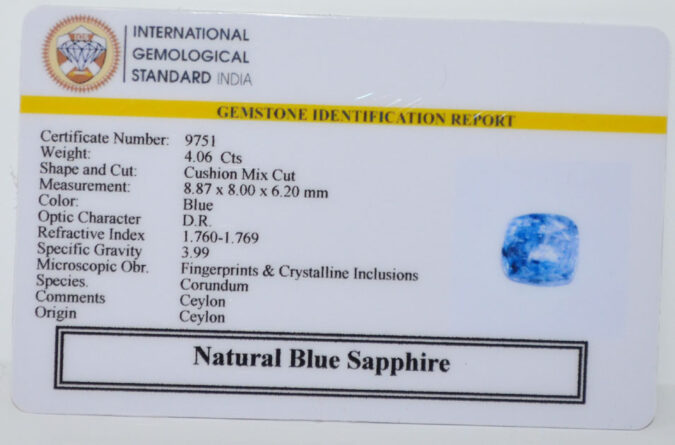 INTERNATIONAL
GEMOLOGICAL
STANDARD INDIA
GEMSTONE IDENTIFICATION REPORT
Certificate Number: 9751
Weight: 4.06 Cts
Shape and Cut: Cushion Mix Cut
Measurement: 8.87 x 8.00 x 6.20 mm
Color: Blue
Optic Character D.R.
Refractive Index 1.760-1.769
Specific Gravity 3.99
Microscopic Obr. Fingerprints & Crystalline Inclusions
Species. Corundum
Comments Ceylon
Origin Ceylon
Natural Blue Sapphire